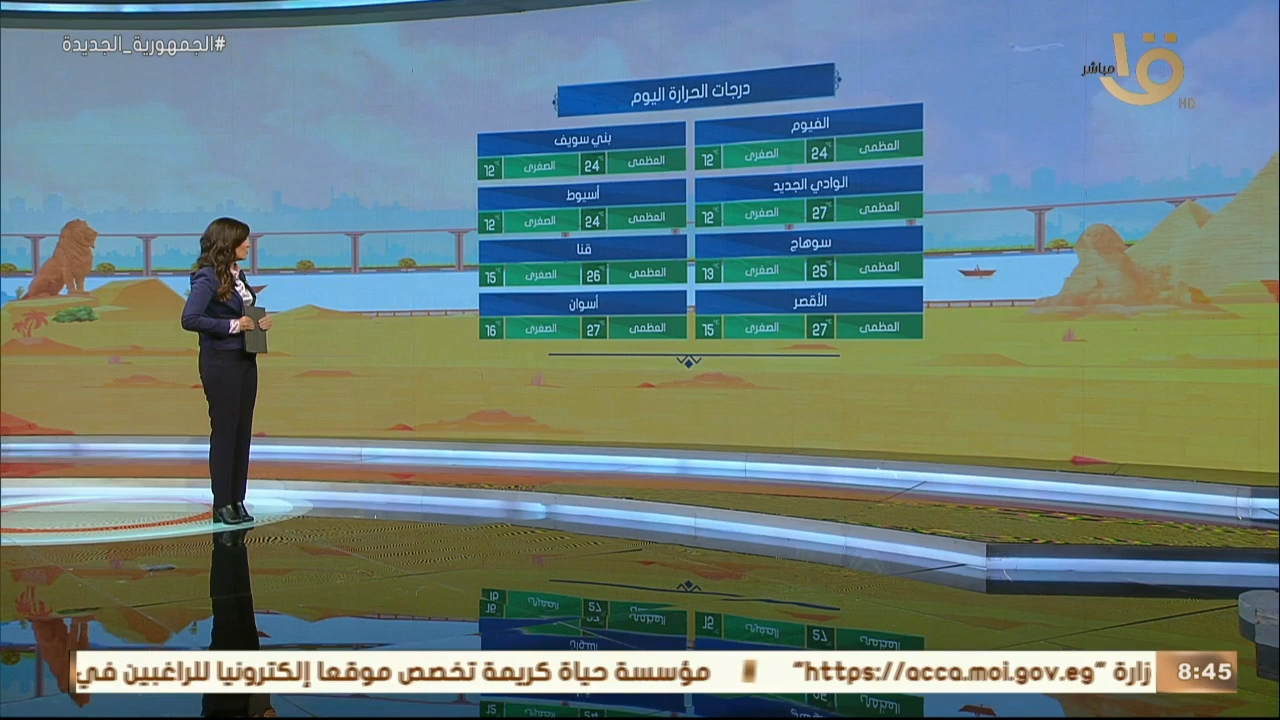 #الجمهورية_الجديدة
مباشر
HD
درجات الحرارة اليوم
الفيوم
العظمى 24 الصغرى 12
بني سويف
العظمى 24 الصغرى 12
الوادي الجديد
العظمى 27 الصغرى 12
أسيوط
العظمى 24 الصغرى 12
سوهاج
العظمى 25 الصغرى 13
قنا
العظمى 26 الصغرى 15
الأقصر
العظمى 27 الصغرى 15
أسوان
العظمى 27 الصغرى 16
8:45 زارة “https://acca.moi.gov.eg” مؤسسة حياة كريمة تخصص موقعا إلكترونيا للراغبين في